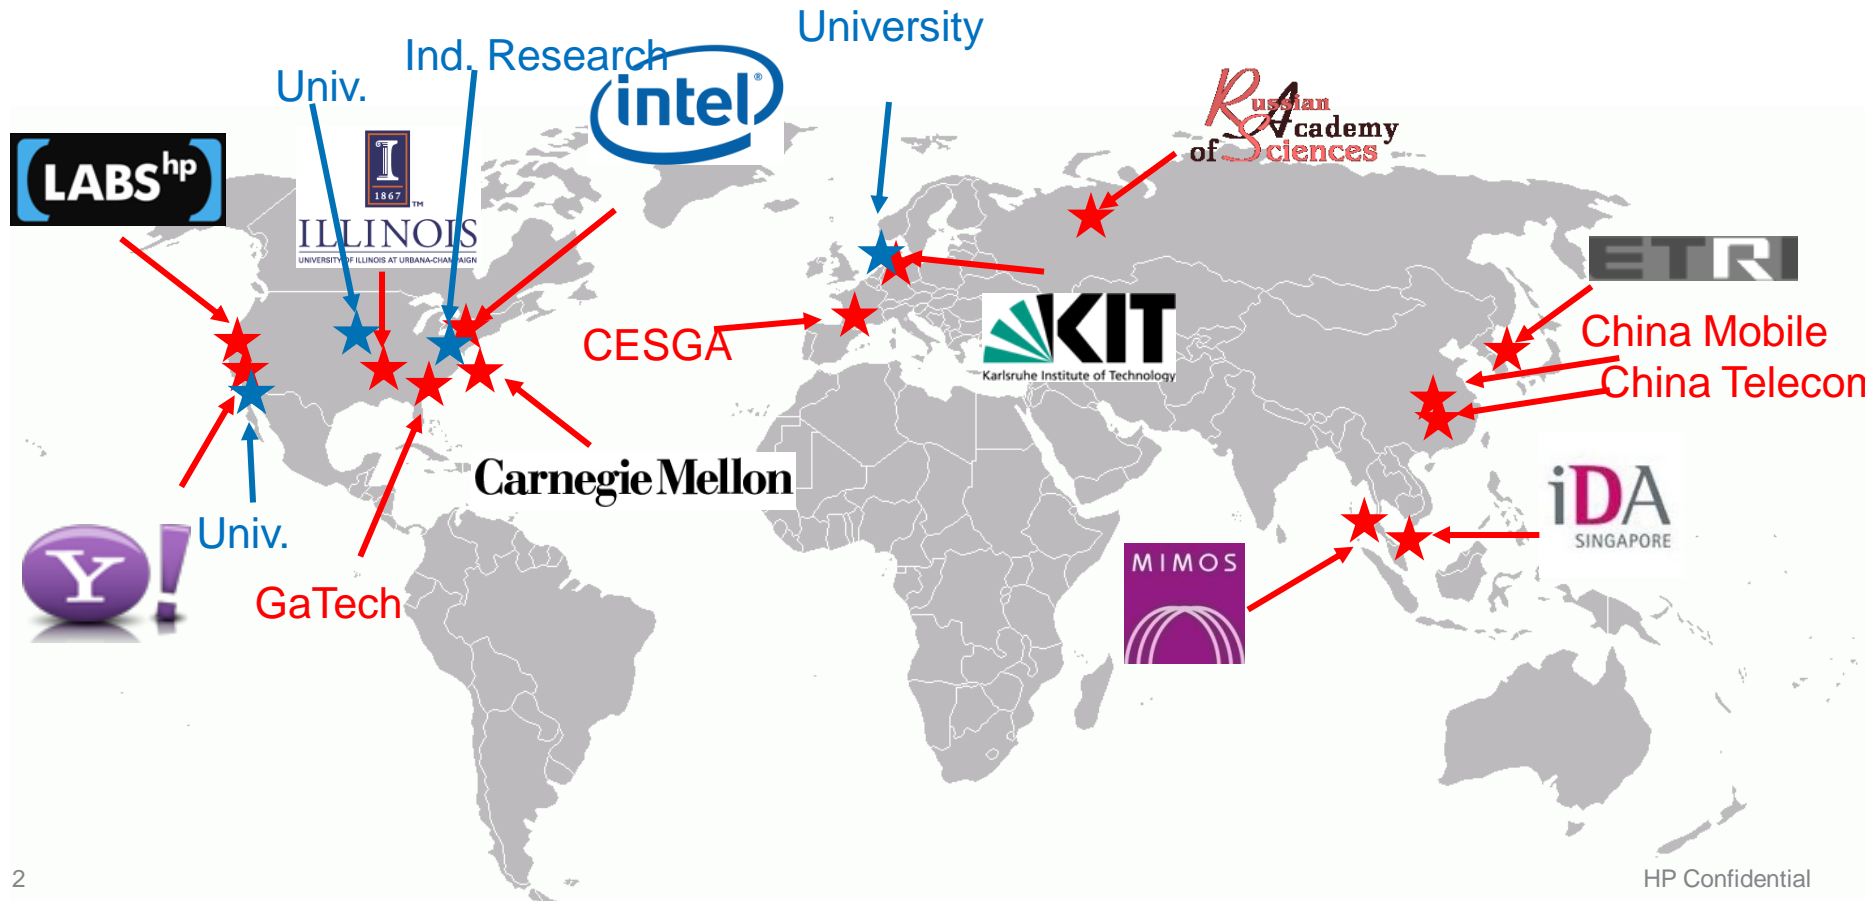 University
Ind. Research
Univ.
intel®
Russian
Academy
of Sciences
LABShp
I
1867
TM
ILLINOIS
UNIVERSITY OF ILLINOIS AT URBANA-CHAMPAIGN
ETRI
China Mobile
CESGA
KIT
Karlsruhe Institute of Technology
China Telecom
Carnegie Mellon
iDA
SINGAPORE
Univ.
Y!
MIMOS
GaTech
2
HP Confidential